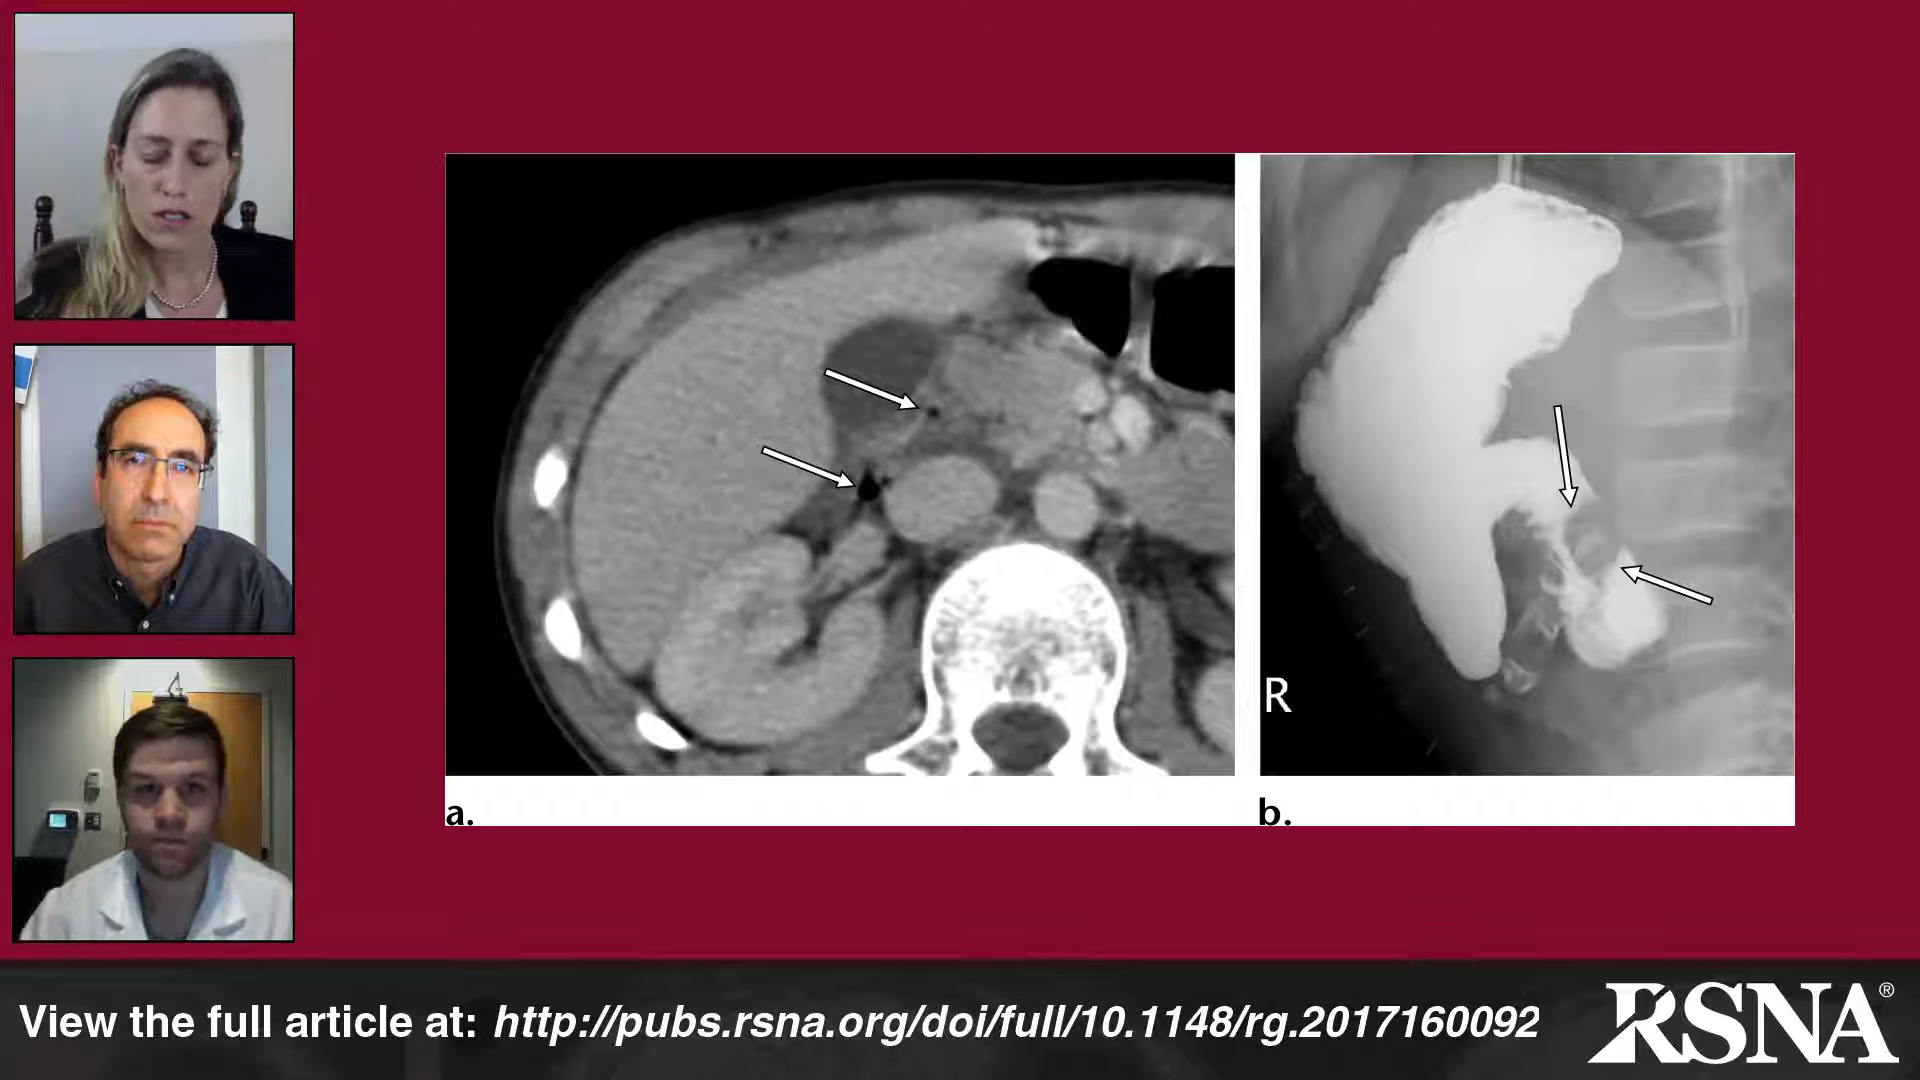 R
a.
b.
View the full article at: http://pubs.rsna.org/doi/full/10.1148/rg.2017160092
RSNA®